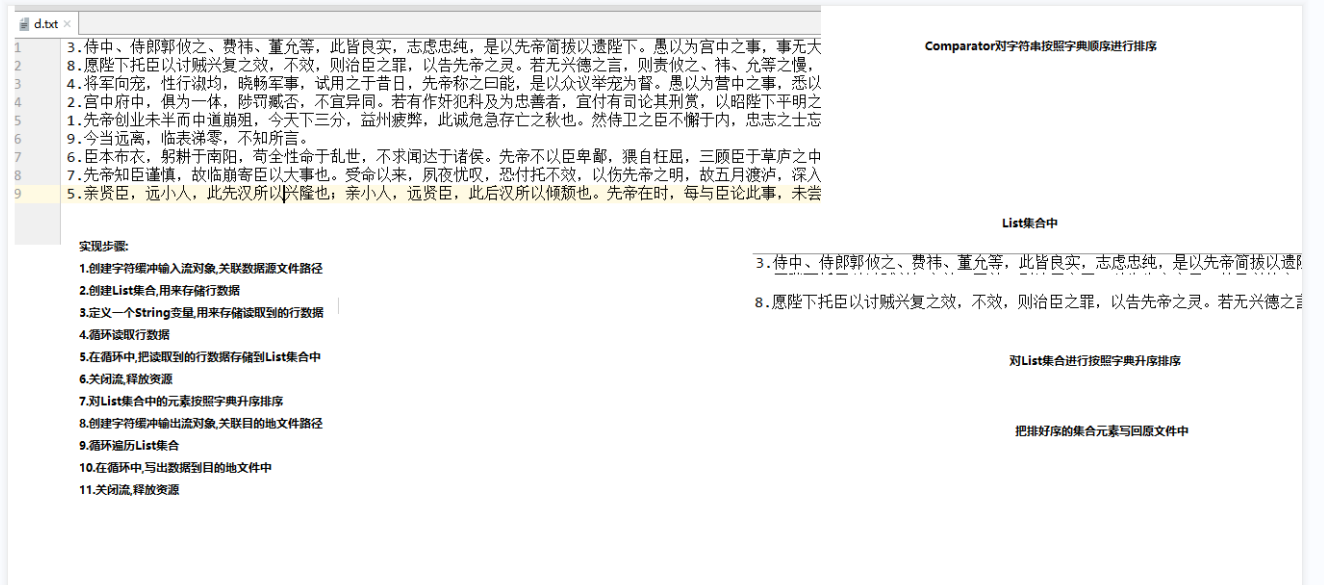 d.txt
1 3.侍中、侍郎郭攸之、费祎、董允等，此皆良实，志虑忠纯，是以先帝简拔以遗陛下。愚以为宫中之事，事无大
2 8.愿陛下托臣以讨贼兴复之效，不效，则治臣之罪，以告先帝之灵。若无兴德之言，则责攸之、祎、允等之慢，
3 4.将军向宠，性行淑均，晓畅军事，试用之于昔日，先帝称之曰能，是以众议举宠为督。愚以为营中之事，悉以
4 2.宫中府中，俱为一体，陟罚臧否，不宜异同。若有作奸犯科及为忠善者，宜付有司论其刑赏，以昭陛下平明之
5 1.先帝创业未半而中道崩殂，今天下三分，益州疲弊，此诚危急存亡之秋也。然侍卫之臣不懈于内，忠志之士忘
6 9.今当远离，临表涕零，不知所言。
7 6.臣本布衣，躬耕于南阳，苟全性命于乱世，不求闻达于诸侯。先帝不以臣卑鄙，猥自枉屈，三顾臣于草庐之中
8 7.先帝知臣谨慎，故临崩寄臣以大事也。受命以来，夙夜忧叹，恐付托不效，以伤先帝之明，故五月渡泸，深入
9 5.亲贤臣，远小人，此先汉所以兴隆也；亲小人，远贤臣，此后汉所以倾颓也。先帝在时，每与臣论此事，未尝
实现步骤:
1.创建字符缓冲输入流对象,关联数据源文件路径
2.创建List集合,用来存储行数据
3.定义一个String变量,用来存储读取到的行数据
4.循环读取行数据
5.在循环中,把读取到的行数据存储到List集合中
6.关闭流,释放资源
7.对List集合中的元素按照字典升序排序
8.创建字符缓冲输出流对象,关联目的地文件路径
9.循环遍历List集合
10.在循环中,写出数据到目的地文件中
11.关闭流,释放资源
Comparator对字符串按照字典顺序进行排序
List集合中
3.侍中、侍郎郭攸之、费祎、董允等，此皆良实，志虑忠纯，是以先帝简拔以遗
8.愿陛下托臣以讨贼兴复之效，不效，则治臣之罪，以告先帝之灵。若无兴德之言
对List集合进行按照字典升序排序
把排好序的集合元素写回原文件中